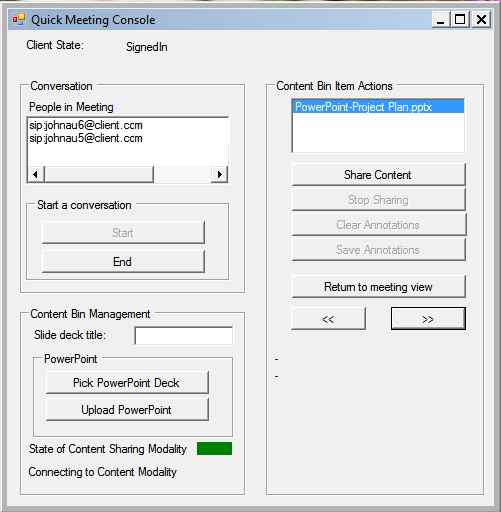 Quick Meeting Console
Client State: SignedIn
Conversation
People in Meeting
sip:johnau6@client.ccm
sip:johnau5@client.ccm
Start a conversation
Start
End
Content Bin Management
Slide deck title:
PowerPoint
Pick PowerPoint Deck
Upload PowerPoint
State of Content Sharing Modality
Connecting to Content Modality
Content Bin Item Actions
PowerPoint-Project Plan.pptx
Share Content
Stop Sharing
Clear Annotations
Save Annotations
Return to meeting view
<< >>
-
-